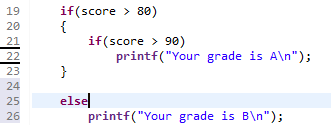 19 if(score > 80)
20 {
21 if(score > 90)
22 printf("Your grade is A\n");
23 }
24
25 else
26 printf("Your grade is B\n");